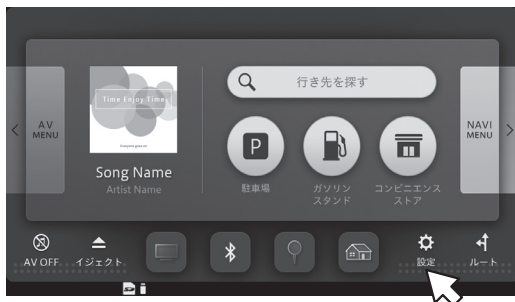 行き先を探す
AV
MENU
Time Enjoy Time
P
NAVI
MENU
Song Name
Artist Name
駐車場
ガソリン
スタンド
コンビニエンス
ストア
AV OFF
イジェクト
設定
ルート